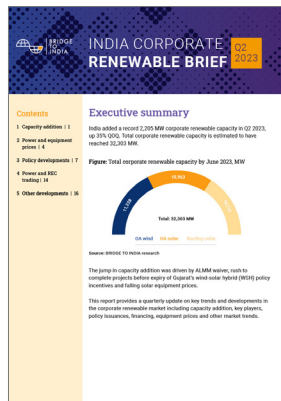 BRIDGE
TO
INDIA
INDIA CORPORATE
RENEWABLE BRIEF
Q2
2023
Contents
1 Capacity addition | 1
2 Power and equipment
prices | 4
3 Policy developments | 7
4 Power and REC
trading | 14
5 Other developments | 16
Executive summary
India added a record 2,205 MW corporate renewable capacity in Q2 2023,
up 35% QOQ. Total corporate renewable capacity is estimated to have
reached 32,303 MW.
Figure: Total corporate renewable capacity by June 2023, MW
Total: 32,303 MW
OA wind OA solar Rooftop solar
Source: BRIDGE TO INDIA research
The jump in capacity addition was driven by ALMM waiver, rush to
complete projects before expiry of Gujarat's wind-solar hybrid (WSH) policy
incentives and falling solar equipment prices.
This report provides a quarterly update on key trends and developments in
the corporate renewable market including capacity addition, key players,
policy issuances, financing, equipment prices and other market trends.